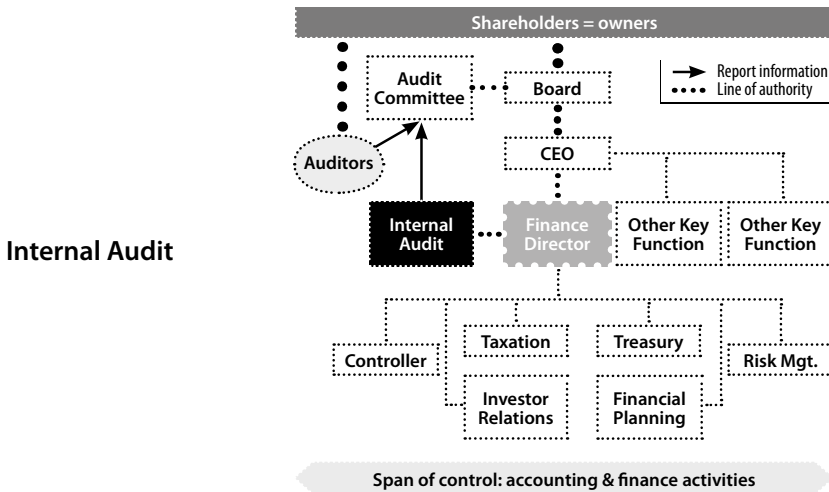 Shareholders = owners
Audit
Committee
Board
Report information
Line of authority
Auditors
CEO
Internal Audit
Internal
Audit
Finance
Director
Other Key
Function
Other Key
Function
Controller
Taxation
Treasury
Risk Mgt.
Investor
Relations
Financial
Planning
Span of control: accounting & finance activities